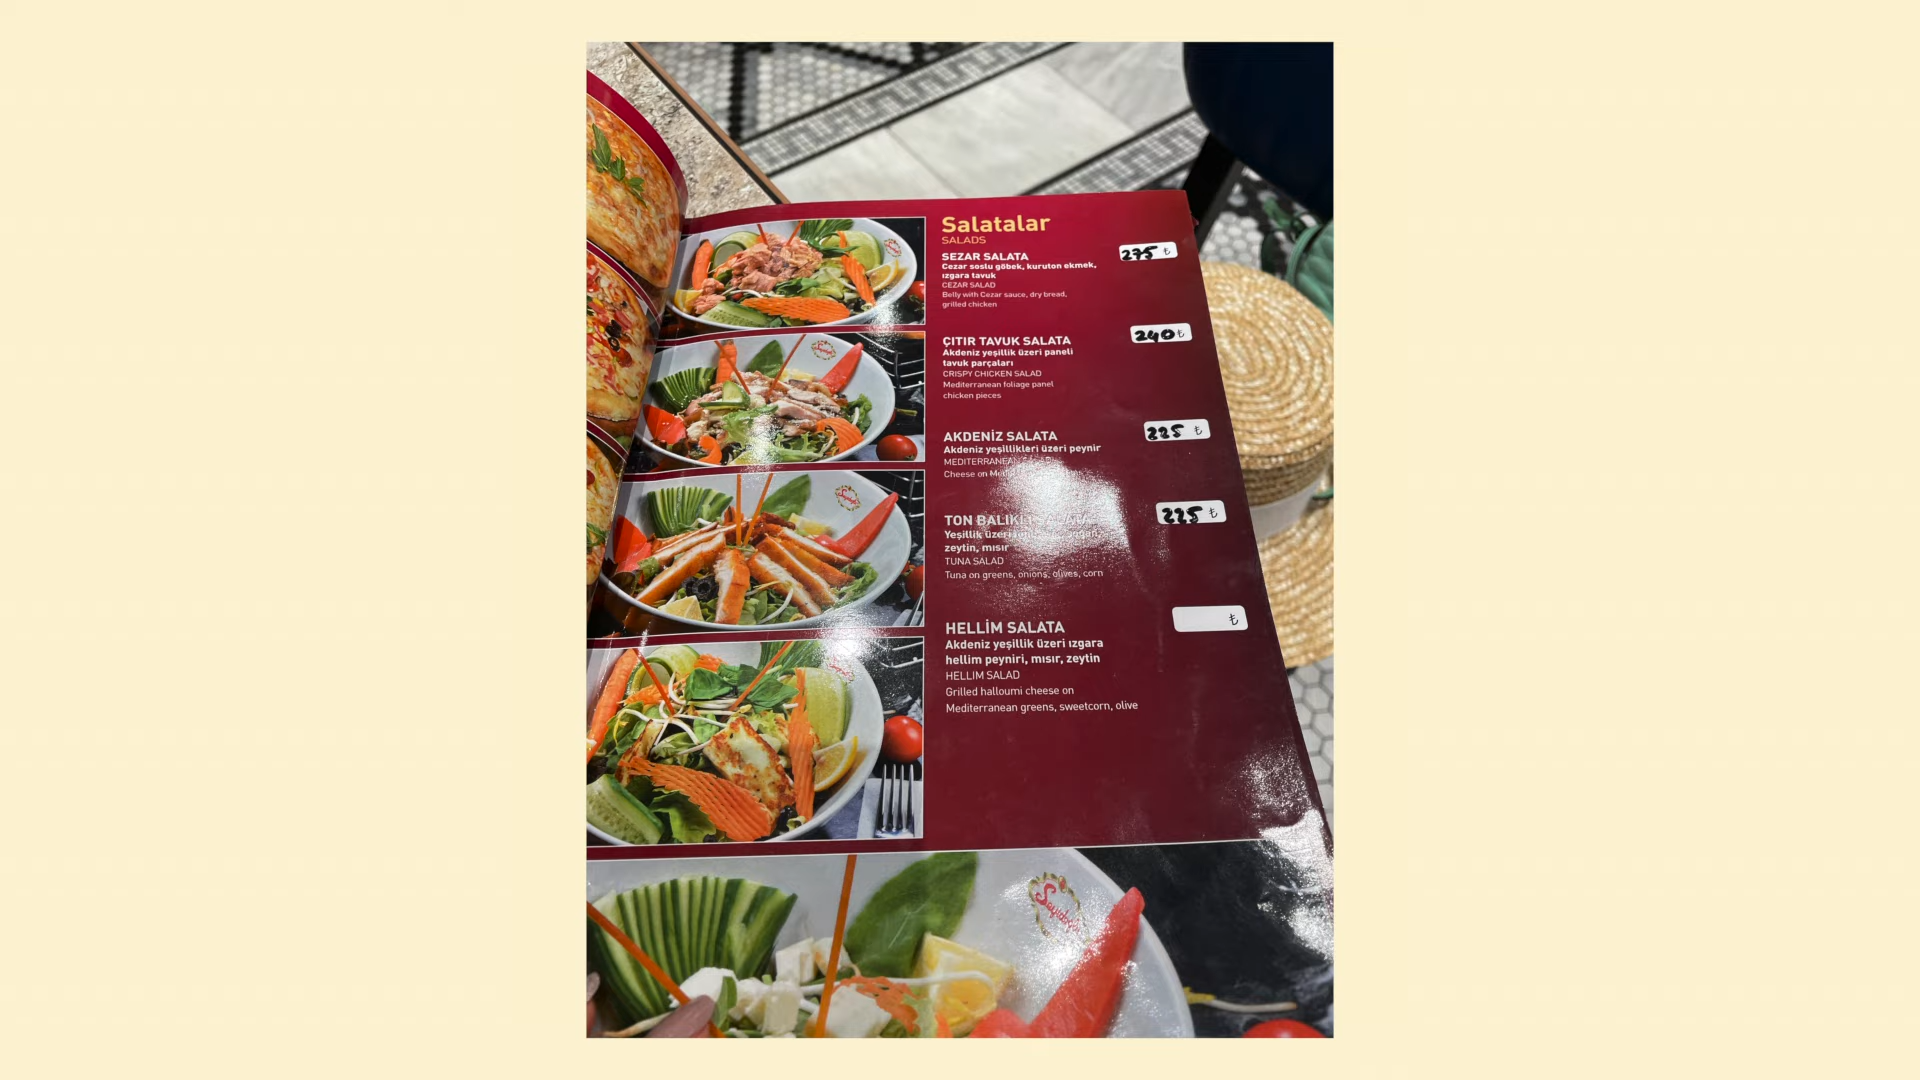 Salatalar
SALADS
SEZAR SALATA
275 ₺
Cezar soslu göbek, kuruton ekmek,
ızgara tavuk
CEZAR SALAD
Belly with Cezar sauce, dry bread,
grilled chicken
ÇITIR TAVUK SALATA
240 ₺
Akdeniz yeşillik üzeri paneli
tavuk parçaları
CRISPY CHICKEN SALAD
Mediterranean foliage panel
chicken pieces
AKDENİZ SALATA
225 ₺
Akdeniz yeşillikleri üzeri peynir
MEDITERRANEAN
Cheese on
TON BALIKLI SALATA
225 ₺
Yeşillik üzeri
zeytin, mısır
TUNA SALAD
Tuna on greens, onions, olives, corn
HELLİM SALATA
₺
Akdeniz yeşillik üzeri ızgara
hellim peyniri, mısır, zeytin
HELLIM SALAD
Grilled halloumi cheese on
Mediterranean greens, sweetcorn, olive